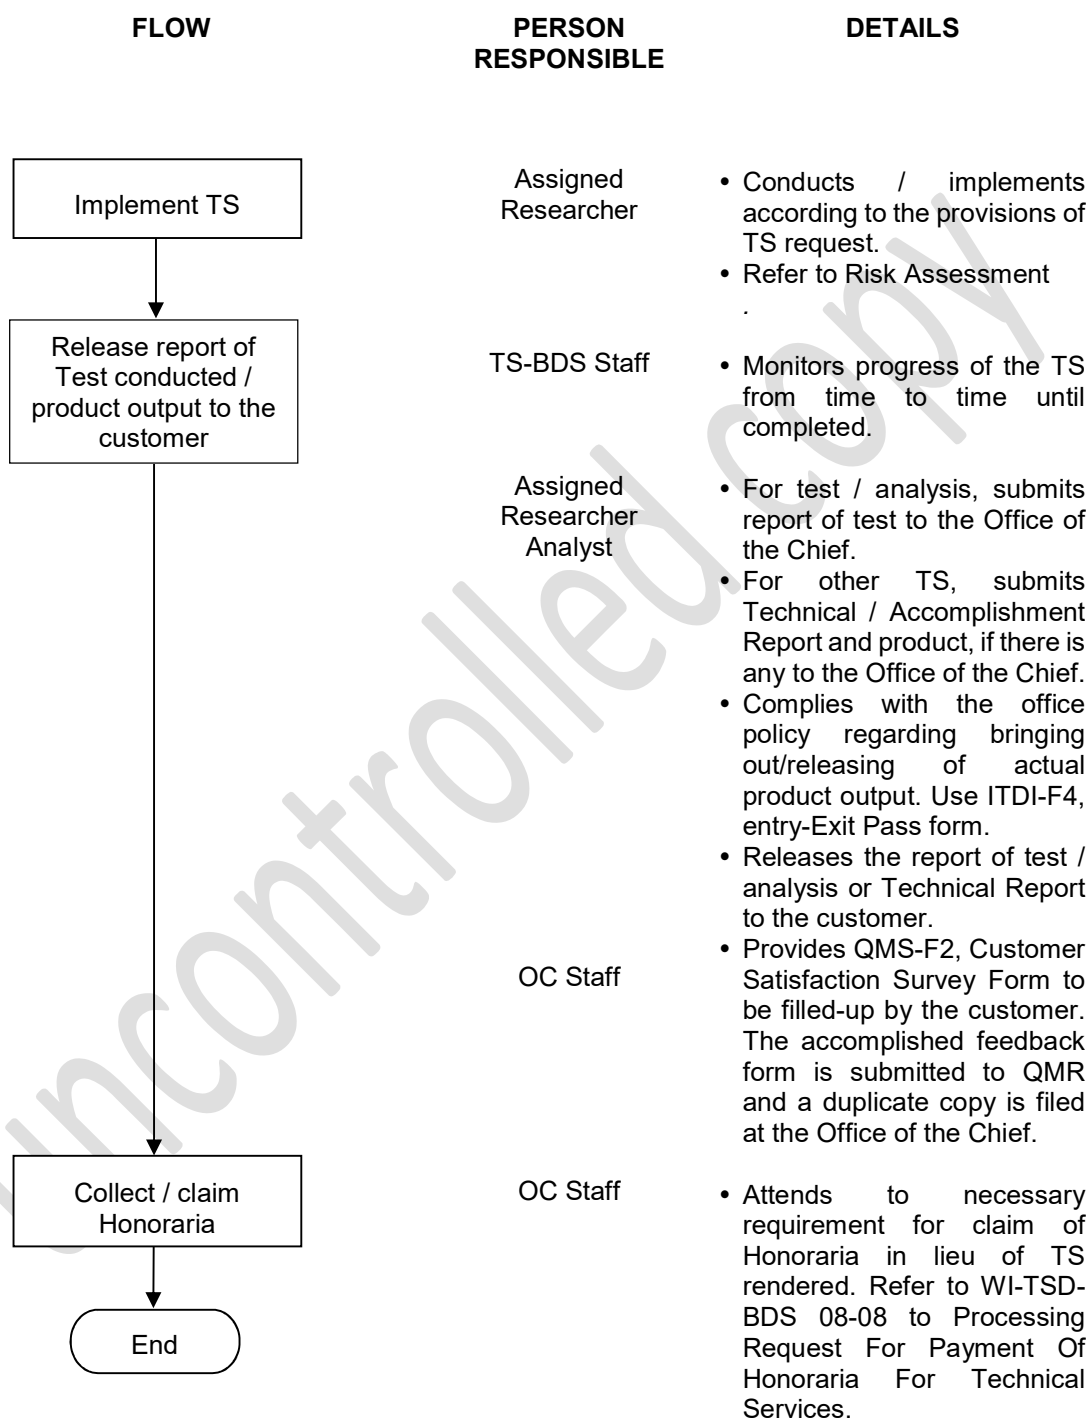 FLOW
PERSON
RESPONSIBLE
DETAILS
Implement TS
Assigned
Researcher
• Conducts / implements
according to the provisions of
TS request.
• Refer to Risk Assessment
.
Release report of
Test conducted /
product output to the
customer
TS-BDS Staff
• Monitors progress of the TS
from time to time until
completed.
Assigned
Researcher
Analyst
• For test / analysis, submits
report of test to the Office of
the Chief.
• For other TS, submits
Technical / Accomplishment
Report and product, if there is
any to the Office of the Chief.
• Complies with the office
policy regarding bringing
out/releasing of actual
product output. Use ITDI-F4,
entry-Exit Pass form.
• Releases the report of test /
analysis or Technical Report
to the customer.
OC Staff
• Provides QMS-F2, Customer
Satisfaction Survey Form to
be filled-up by the customer.
The accomplished feedback
form is submitted to QMR
and a duplicate copy is filed
at the Office of the Chief.
Collect / claim
Honoraria
OC Staff
• Attends to necessary
requirement for claim of
Honoraria in lieu of TS
rendered. Refer to WI-TSD-
BDS 08-08 to Processing
Request For Payment Of
Honoraria For Technical
Services.
End
uncontrolled copy